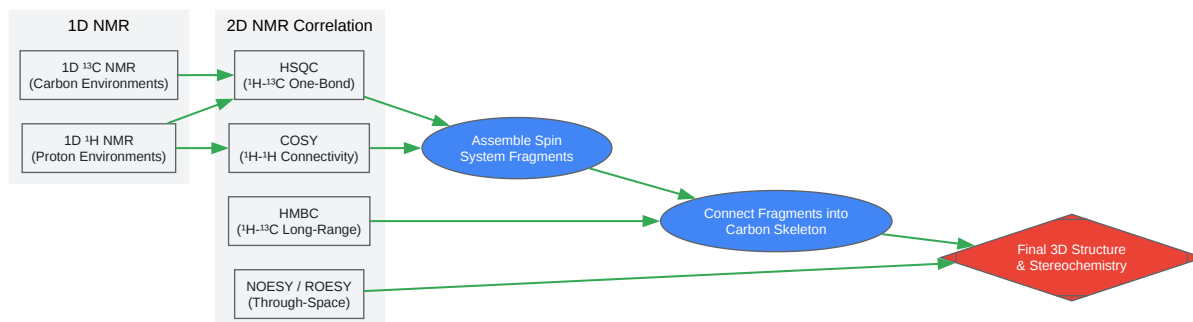 1D NMR
1D ¹³C NMR
(Carbon Environments)
1D ¹H NMR
(Proton Environments)
2D NMR Correlation
HSQC
(¹H-¹³C One-Bond)
COSY
(¹H-¹H Connectivity)
HMBC
(¹H-¹³C Long-Range)
NOESY / ROESY
(Through-Space)
Assemble Spin
System Fragments
Connect Fragments into
Carbon Skeleton
Final 3D Structure
& Stereochemistry